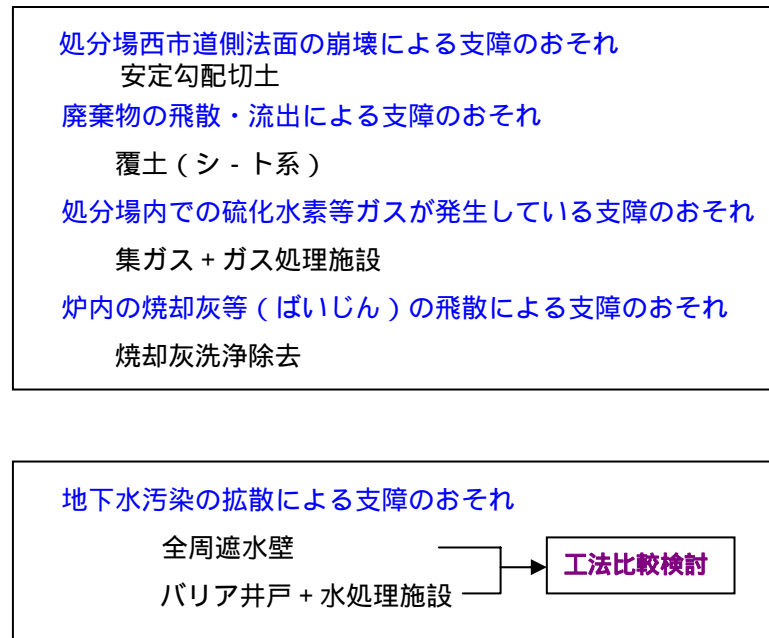 処分場西市道側法面の崩壊による支障のおそれ
安定勾配切土
廃棄物の飛散・流出による支障のおそれ
覆土（シ‐ト系）
処分場内での硫化水素等ガスが発生している支障のおそれ
集ガス+ガス処理施設
炉内の焼却灰等（ばいじん）の飛散による支障のおそれ
焼却灰洗浄除去
地下水汚染の拡散による支障のおそれ
全周遮水壁
工法比較検討
バリア井戸+水処理施設